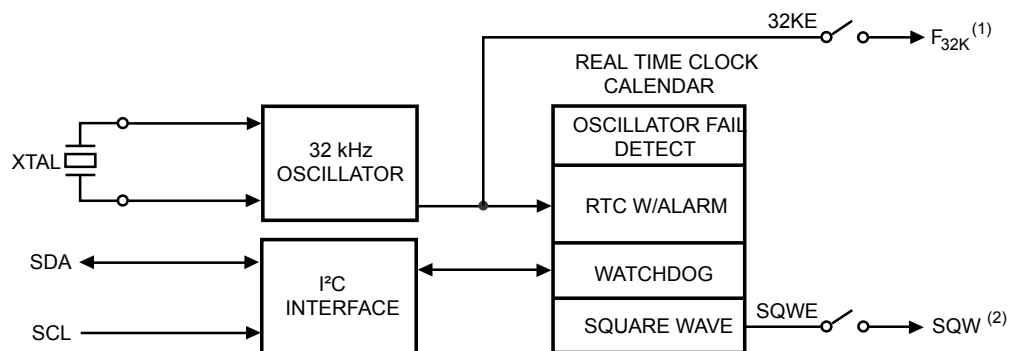 32KE
F32K (1)
REAL TIME CLOCK
CALENDAR
OSCILLATOR FAIL
DETECT
32 kHz
OSCILLATOR
XTAL
RTC W/ALARM
SDA
I²C
INTERFACE
WATCHDOG
SCL
SQUARE WAVE
SQWE
SQW (2)